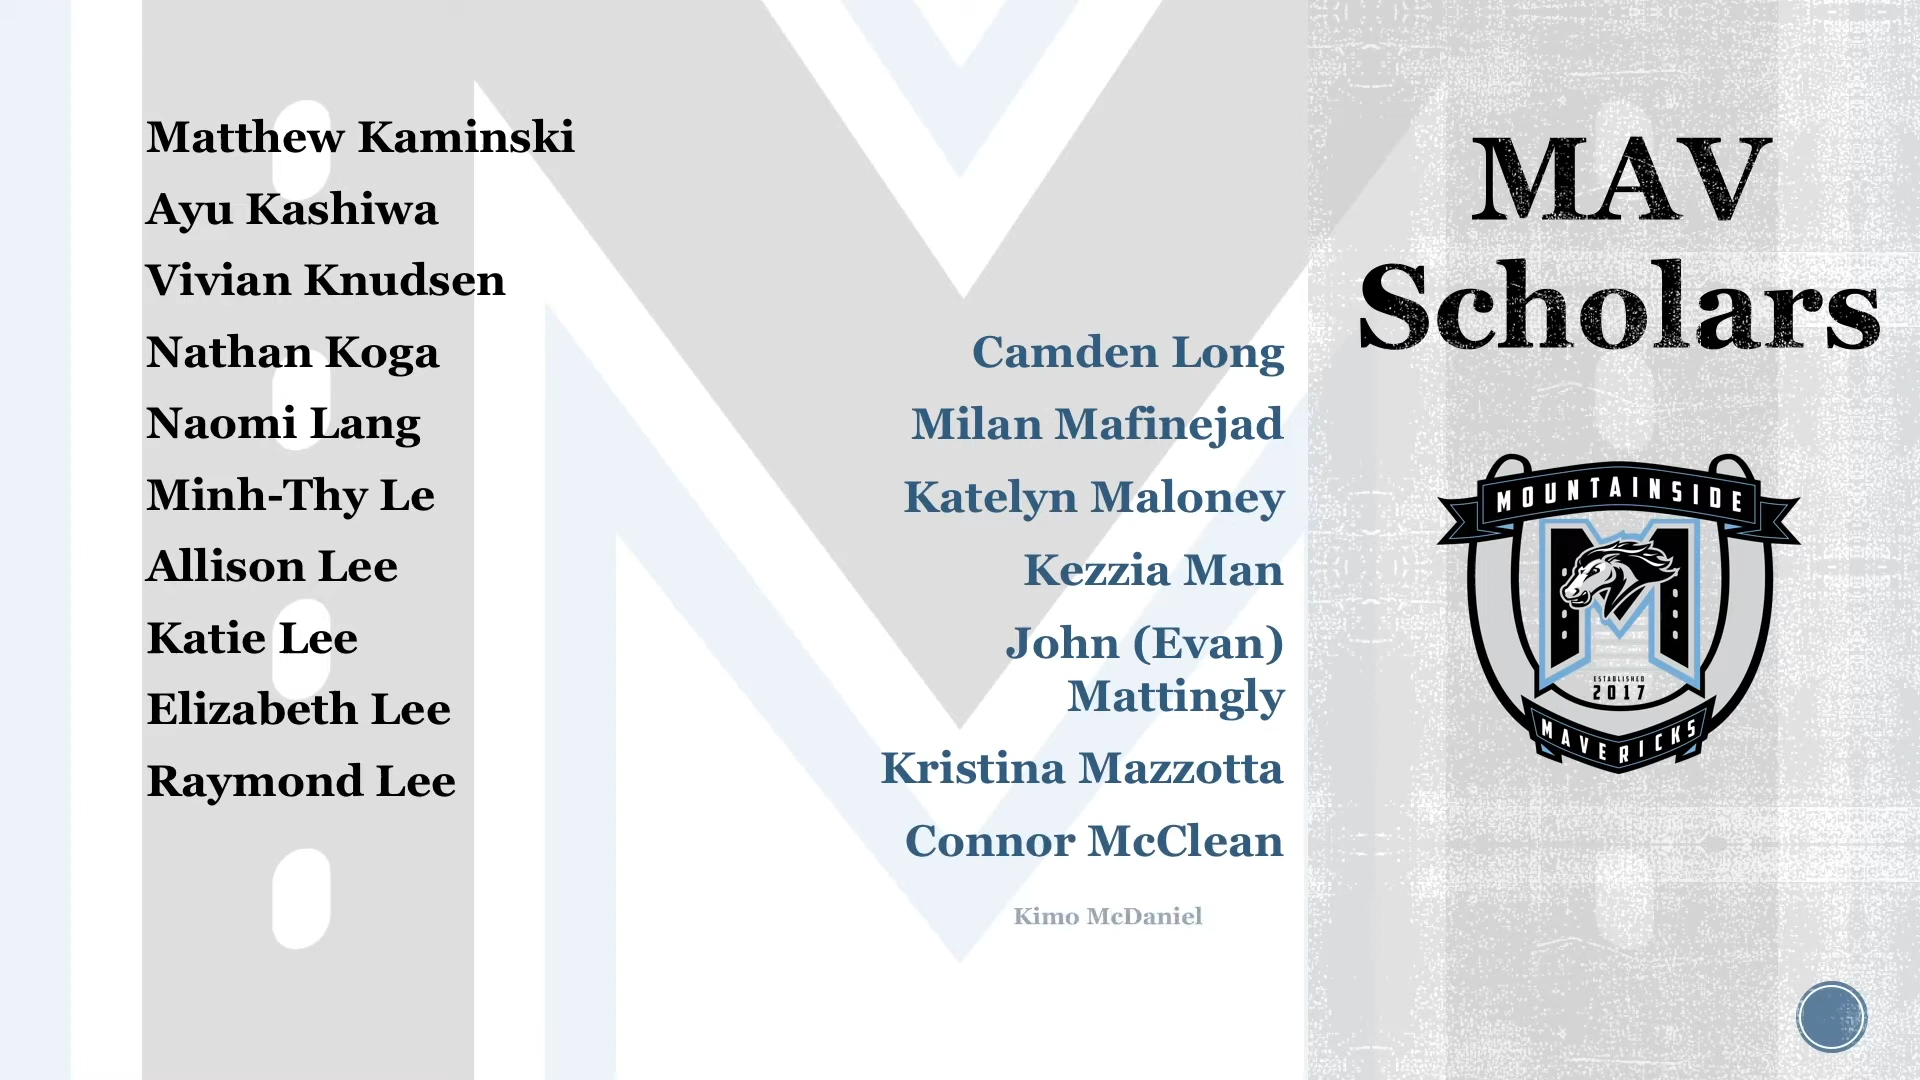 Matthew Kaminski
Ayu Kashiwa
Vivian Knudsen
Nathan Koga
Naomi Lang
Minh-Thy Le
Allison Lee
Katie Lee
Elizabeth Lee
Raymond Lee
Camden Long
Milan Mafinejad
Katelyn Maloney
Kezzia Man
John (Evan)
Mattingly
Kristina Mazzotta
Connor McClean
Kimo McDaniel
MAV
Scholars
MOUNTAINSIDE
ESTABLISHED
2017
MAVERICKS